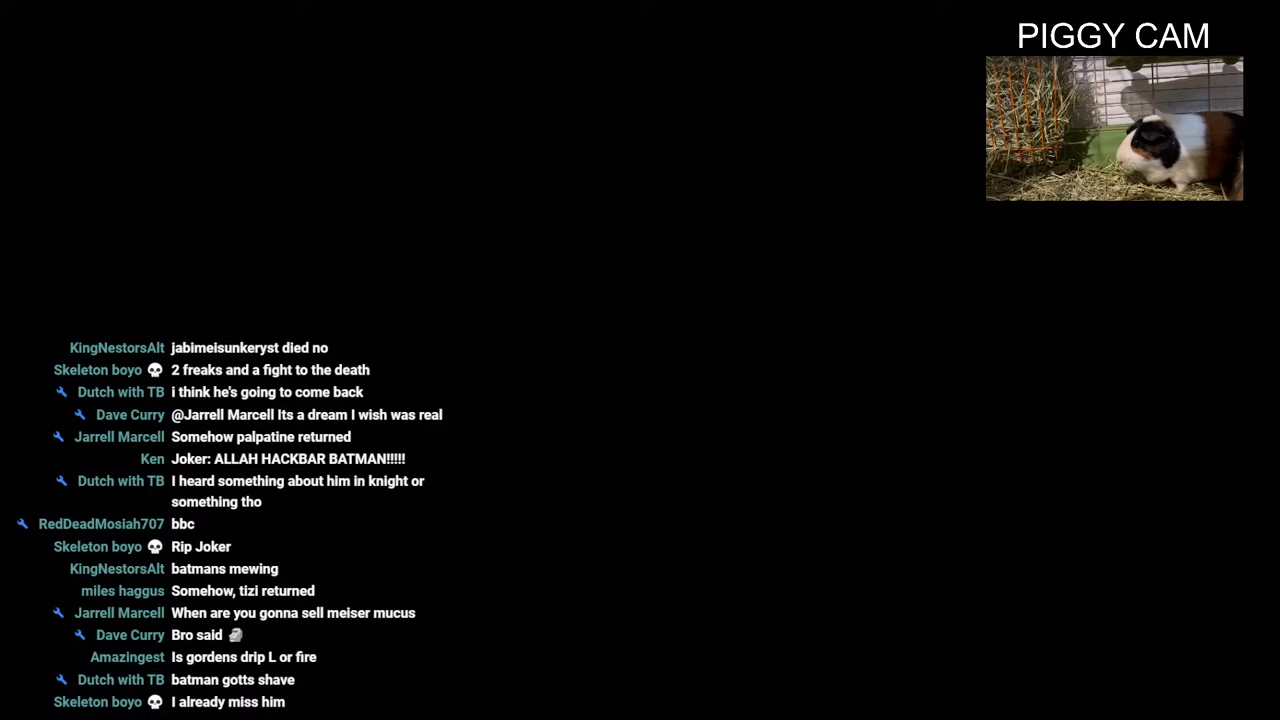 PIGGY CAM
KingNestorsAlt jabimeisunkeryst died no
Skeleton boyo 💀 2 freaks and a fight to the death
Dutch with TB i think he's going to come back
Dave Curry @Jarrell Marcell Its a dream I wish was real
Jarrell Marcell Somehow palpatine returned
Ken Joker: ALLAH HACKBAR BATMAN!!!!!
Dutch with TB I heard something about him in knight or
something tho
RedDeadMosiah707 bbc
Skeleton boyo 💀 Rip Joker
KingNestorsAlt batmans mewing
miles haggus Somehow, tizi returned
Jarrell Marcell When are you gonna sell meiser mucus
Dave Curry Bro said 🗿
Amazingest Is gordens drip L or fire
Dutch with TB batman gotts shave
Skeleton boyo 💀 I already miss him